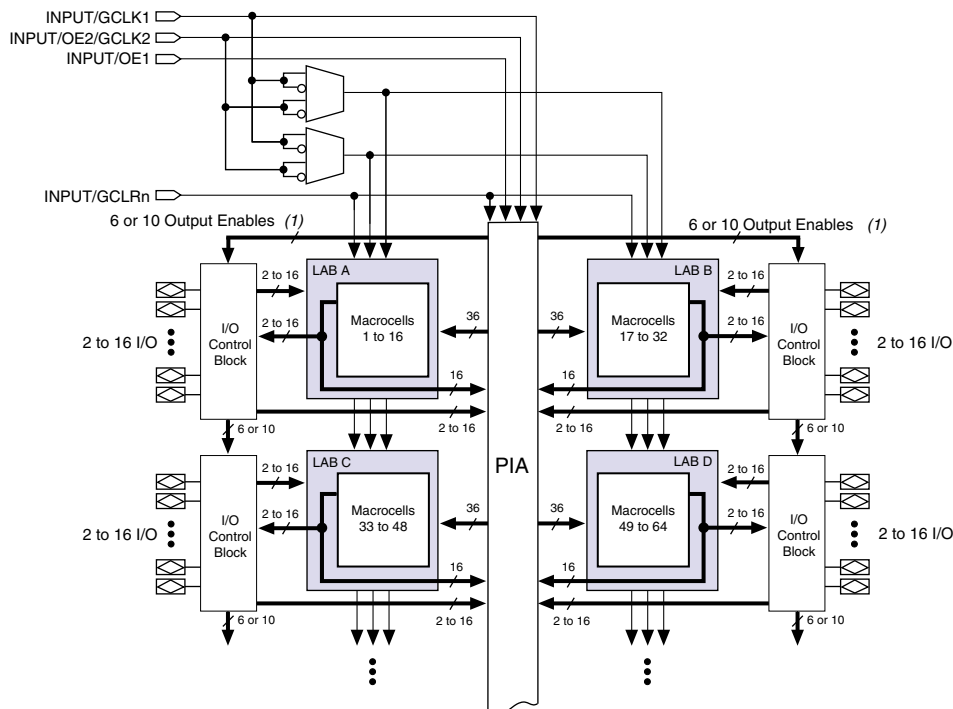 INPUT/GCLK1
INPUT/OE2/GCLK2
INPUT/OE1
INPUT/GCLRn
6 or 10 Output Enables (1)
6 or 10 Output Enables (1)
LAB A
LAB B
2 to 16
2 to 16
2 to 16 I/O
I/O
Control
Block
2 to 16
Macrocells
1 to 16
36
36
Macrocells
17 to 32
2 to 16
I/O
Control
Block
2 to 16 I/O
16
16
2 to 16
2 to 16
6 or 10
6 or 10
PIA
LAB C
LAB D
2 to 16
2 to 16
2 to 16 I/O
I/O
Control
Block
2 to 16
Macrocells
33 to 48
36
36
Macrocells
49 to 64
2 to 16
I/O
Control
Block
2 to 16 I/O
16
16
2 to 16
2 to 16
6 or 10
6 or 10